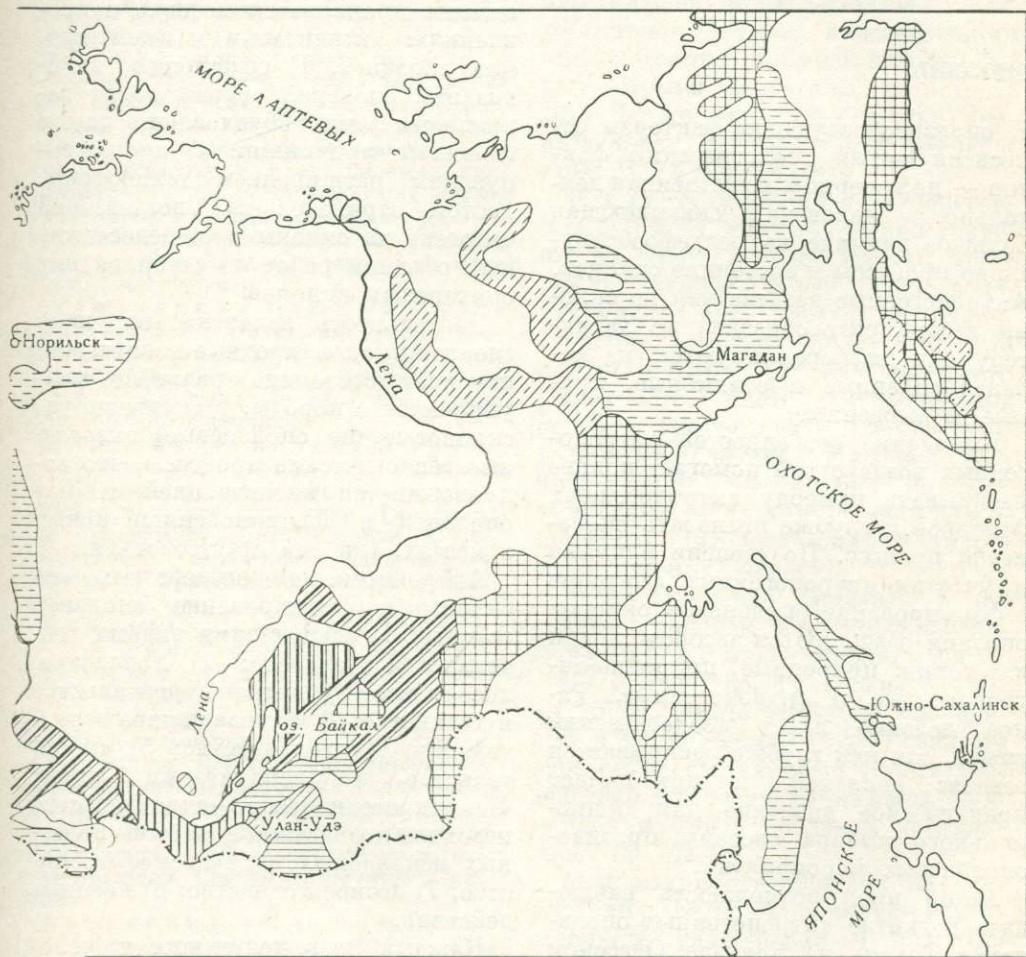 МОРЕ ЛАПТЕВЫХ
Норильск
Лена
Магадан
ОХОТСКОЕ МОРЕ
Лена
оз. Байкал
Южно-Сахалинск
Улан-Удэ
ЯПОНСКОЕ
МОРЕ